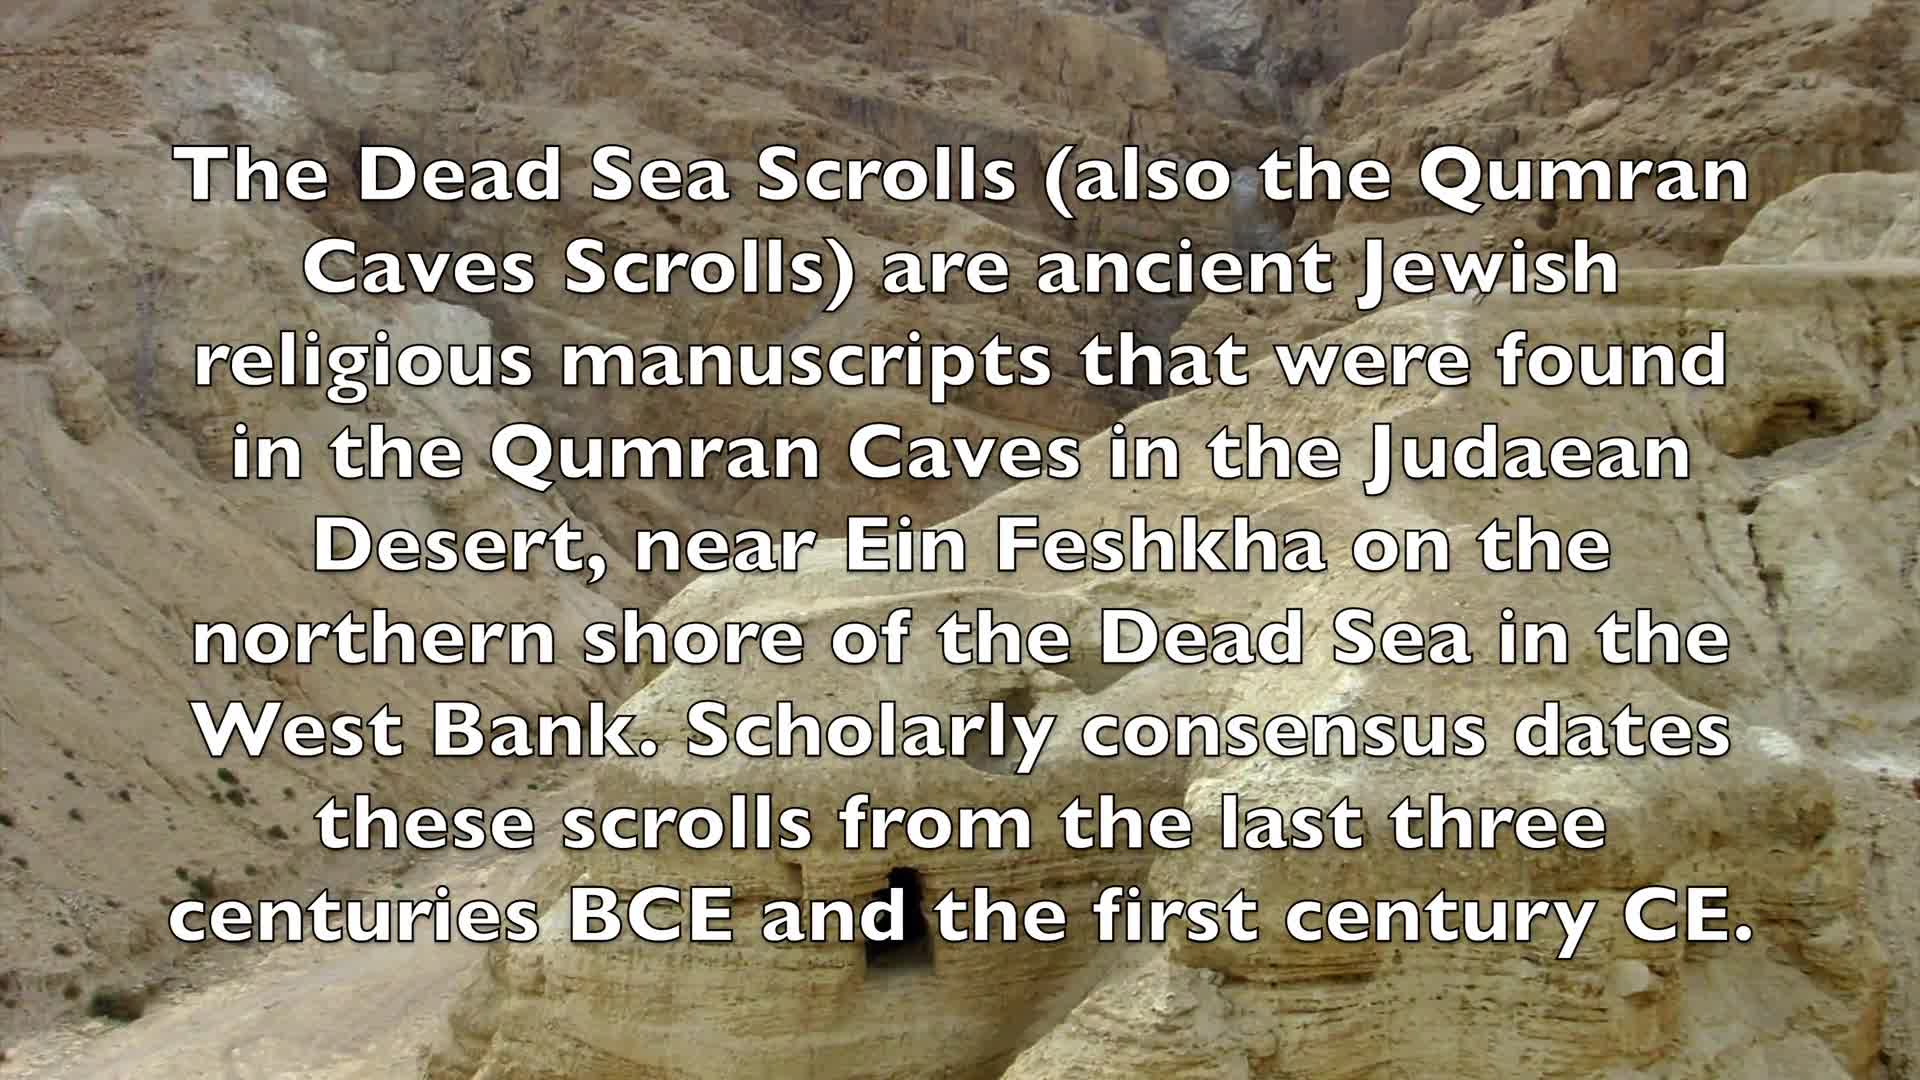 The Dead Sea Scrolls (also the Qumran
Caves Scrolls) are ancient Jewish
religious manuscripts that were found
in the Qumran Caves in the Judaean
Desert, near Ein Feshkha on the
northern shore of the Dead Sea in the
West Bank. Scholarly consensus dates
these scrolls from the last three
centuries BCE and the first century CE.